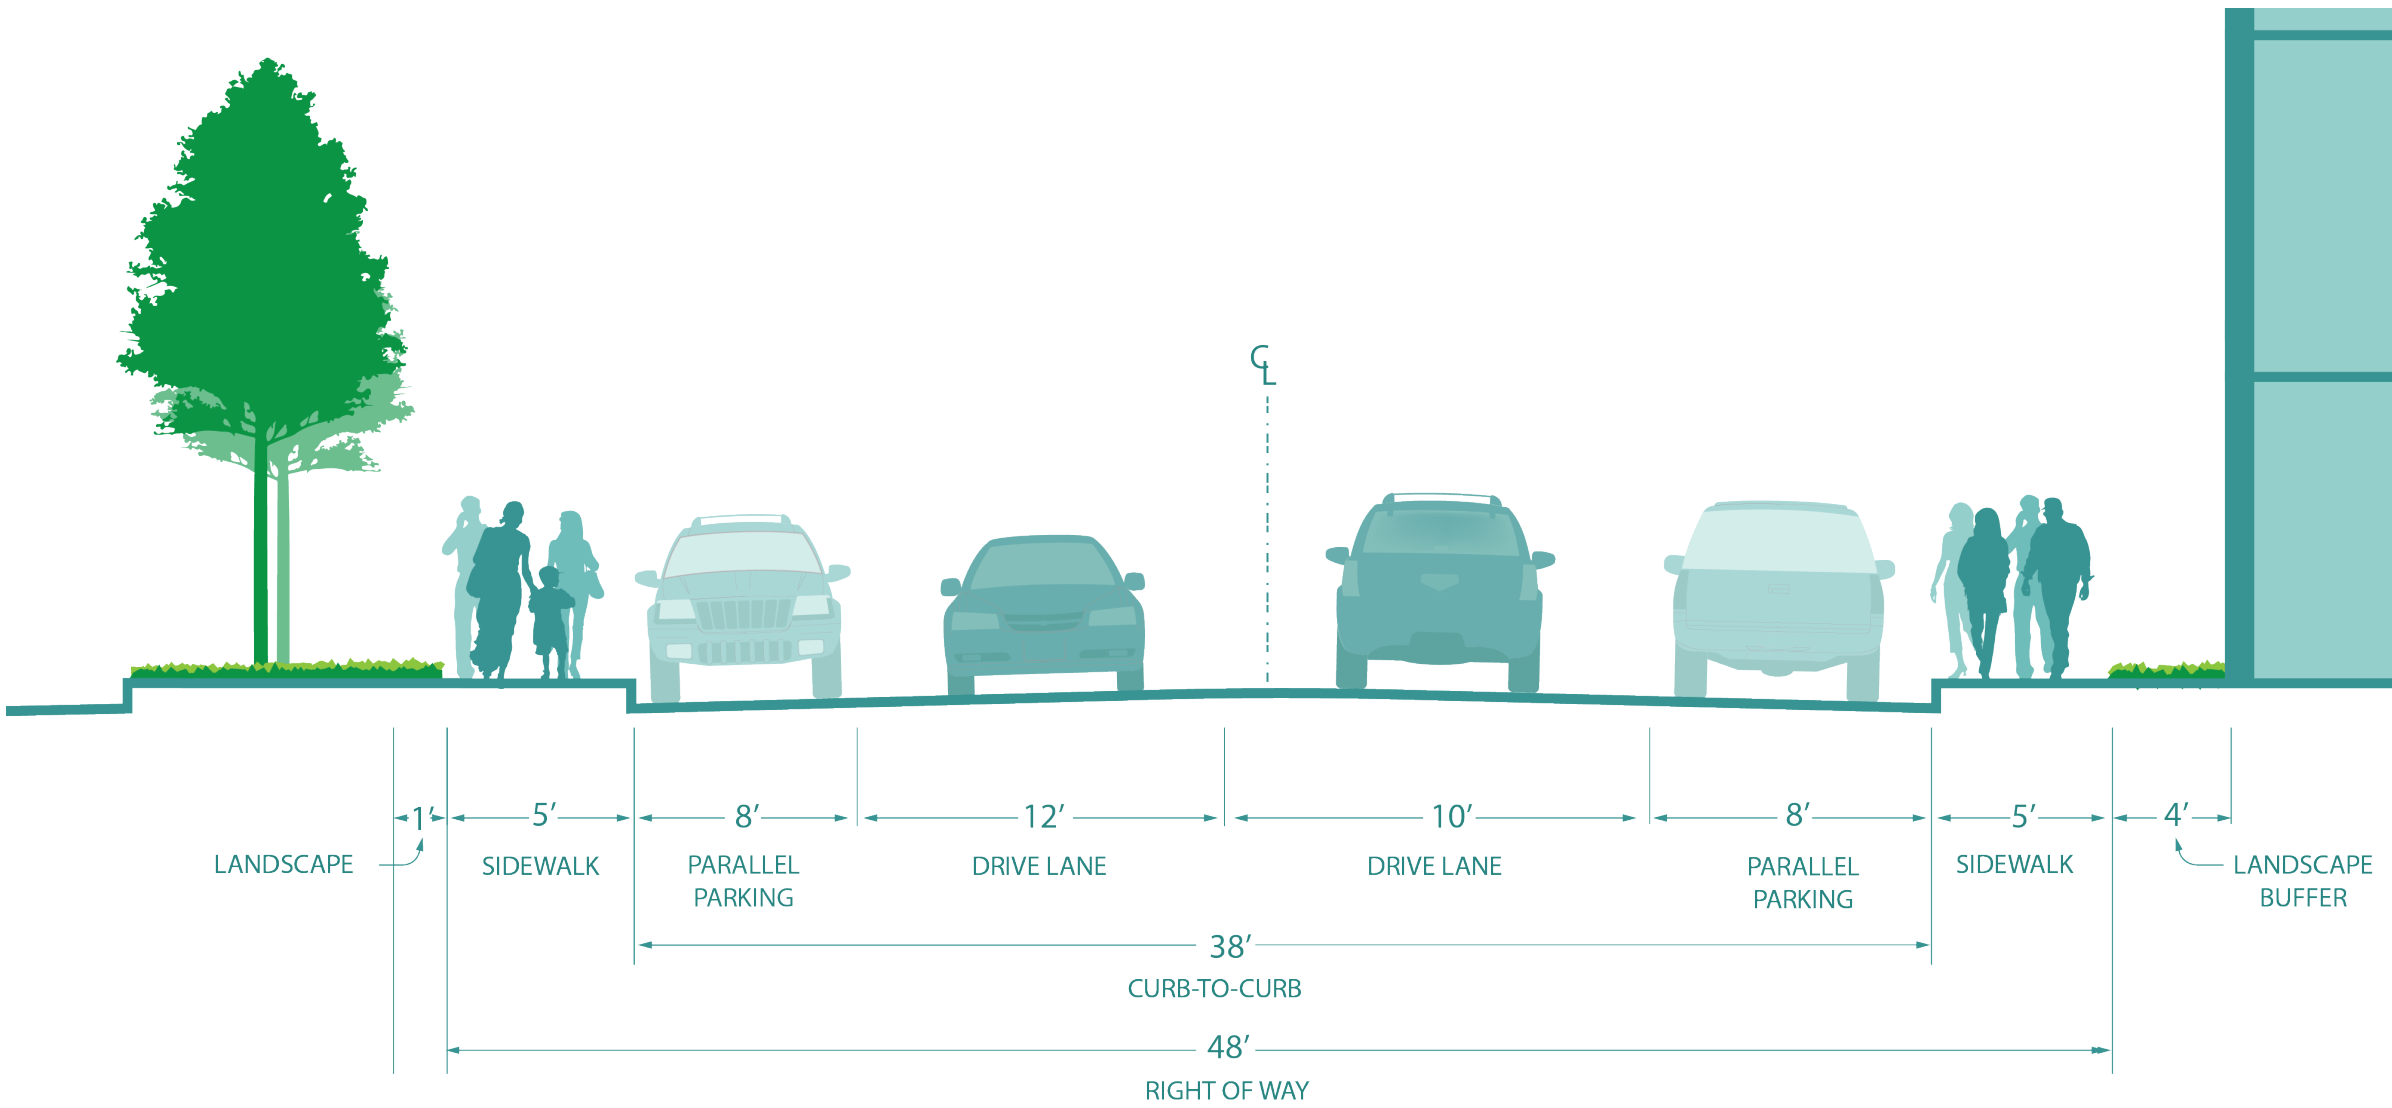 ℄
1’
5’
8’
12’
10’
8’
5’
4’
LANDSCAPE
SIDEWALK
PARALLEL
PARKING
DRIVE LANE
DRIVE LANE
PARALLEL
PARKING
SIDEWALK
LANDSCAPE
BUFFER
38’
CURB-TO-CURB
48’
RIGHT OF WAY